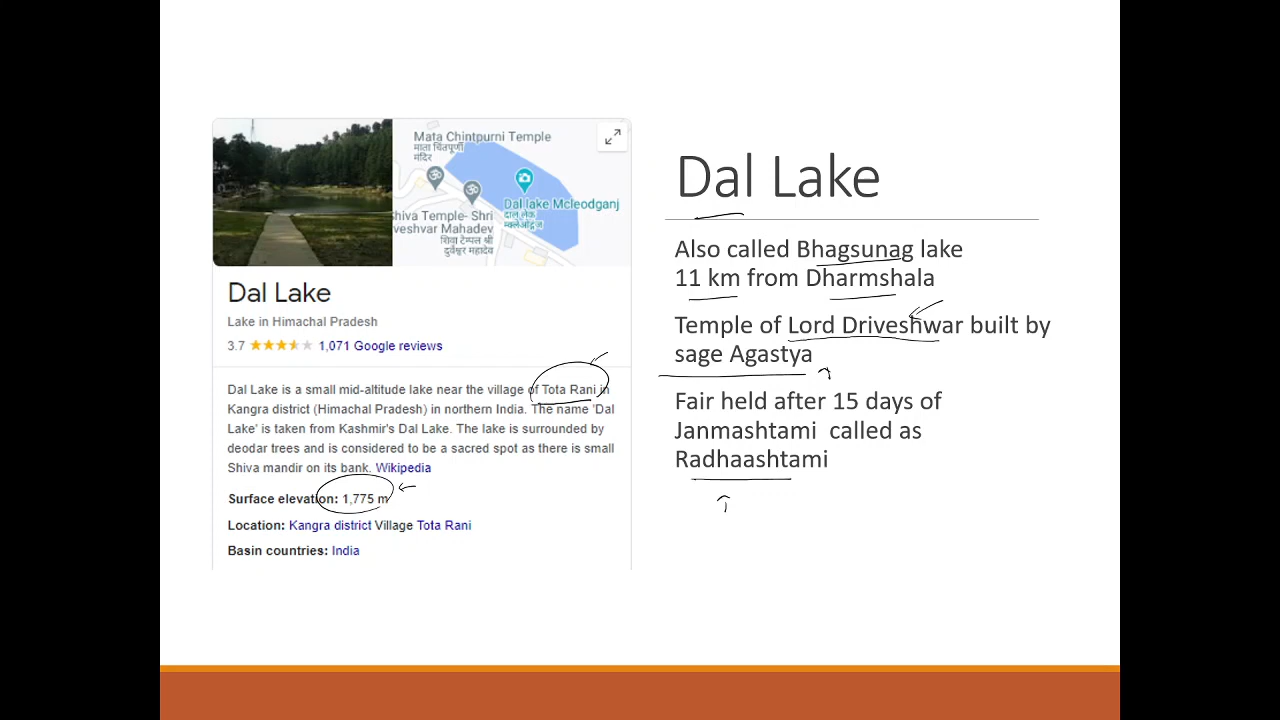 Mata Chintpurni Temple
माता चिंतपूर्णी
मंदिर
Dal lake Mcleodganj
दाल लेक
म्क्लेओद्गंज
Shiva Temple- Shri
veshwar Mahadev
शिवा टेम्पल श्री
दुर्वेश्वर महादेव
Dal Lake
Lake in Himachal Pradesh
3.7 1,071 Google reviews
Dal Lake is a small mid-altitude lake near the village of Tota Rani in
Kangra district (Himachal Pradesh) in northern India. The name 'Dal
Lake' is taken from Kashmir's Dal Lake. The lake is surrounded by
deodar trees and is considered to be a sacred spot as there is small
Shiva mandir on its bank. Wikipedia
Surface elevation: 1,775 m
Location: Kangra district Village Tota Rani
Basin countries: India
Dal Lake
Also called Bhagsunag lake
11 km from Dharmshala
Temple of Lord Driveshwar built by
sage Agastya
Fair held after 15 days of
Janmashtami called as
Radhaashtami